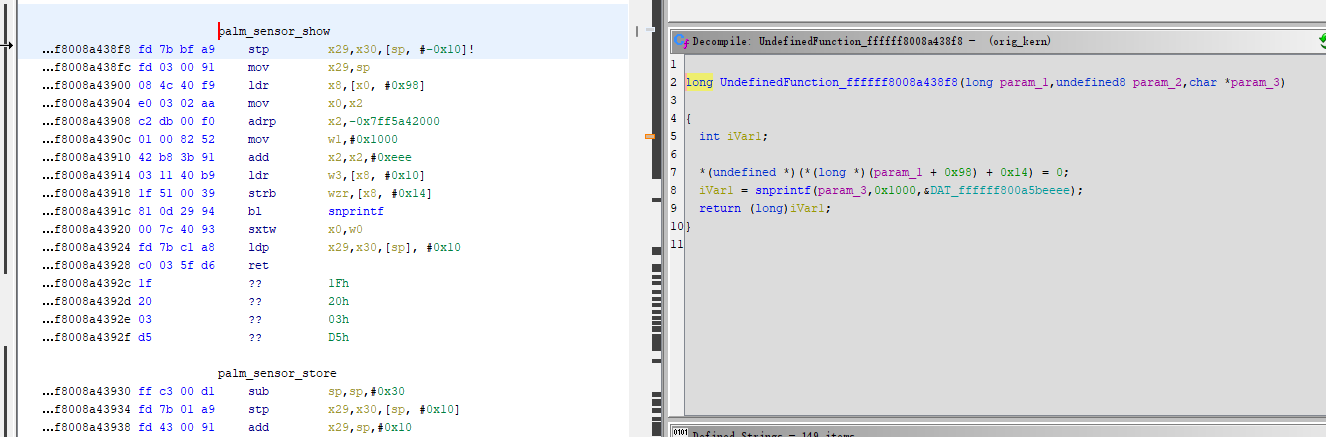 palm_sensor_show
...f8008a438f8 fd 7b bf a9 stp x29,x30,[sp, #-0x10]!
...f8008a438fc fd 03 00 91 mov x29,sp
...f8008a43900 08 4c 40 f9 ldr x8,[x0, #0x98]
...f8008a43904 e0 03 02 aa mov x0,x2
...f8008a43908 c2 db 00 f0 adrp x2,-0x7ff5a42000
...f8008a4390c 01 00 82 52 mov w1,#0x1000
...f8008a43910 42 b8 3b 91 add x2,x2,#0xeee
...f8008a43914 03 11 40 b9 ldr w3,[x8, #0x10]
...f8008a43918 1f 51 00 39 strb wzr,[x8, #0x14]
...f8008a4391c 81 0d 29 94 bl snprintf
...f8008a43920 00 7c 40 93 sxtw x0,w0
...f8008a43924 fd 7b c1 a8 ldp x29,x30,[sp], #0x10
...f8008a43928 c0 03 5f d6 ret
...f8008a4392c 1f ?? 1Fh
...f8008a4392d 20 ?? 20h
...f8008a4392e 03 ?? 03h
...f8008a4392f d5 ?? D5h
palm_sensor_store
...f8008a43930 ff c3 00 d1 sub sp,sp,#0x30
...f8008a43934 fd 7b 01 a9 stp x29,x30,[sp, #0x10]
...f8008a43938 fd 43 00 91 add x29,sp,#0x10
Decompile: UndefinedFunction_ffffff8008a438f8 - (orig_kern)
1
2 long UndefinedFunction_ffffff8008a438f8(long param_1,undefined8 param_2,char *param_3)
3
4 {
5 int iVar1;
6
7 *(undefined *)(*(long *)(param_1 + 0x98) + 0x14) = 0;
8 iVar1 = snprintf(param_3,0x1000,&DAT_ffffff800a5beeee);
9 return (long)iVar1;
10 }
11
Defined Strings - 149 items